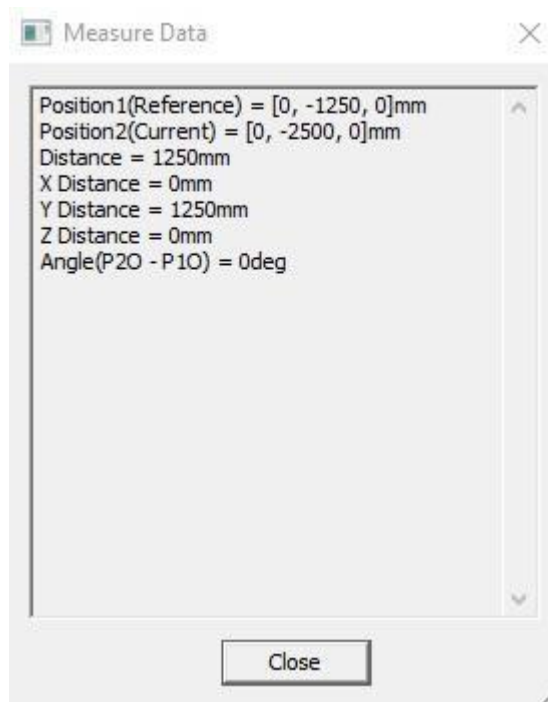 Measure Data
Position1(Reference) = [0, -1250, 0]mm
Position2(Current) = [0, -2500, 0]mm
Distance = 1250mm
X Distance = 0mm
Y Distance = 1250mm
Z Distance = 0mm
Angle(P2O - P1O) = 0deg
Close